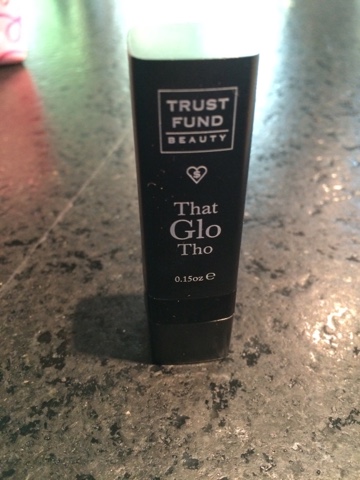 TRUST
FUND
BEAUTY
That
Glo
Tho
0.15oz ℮